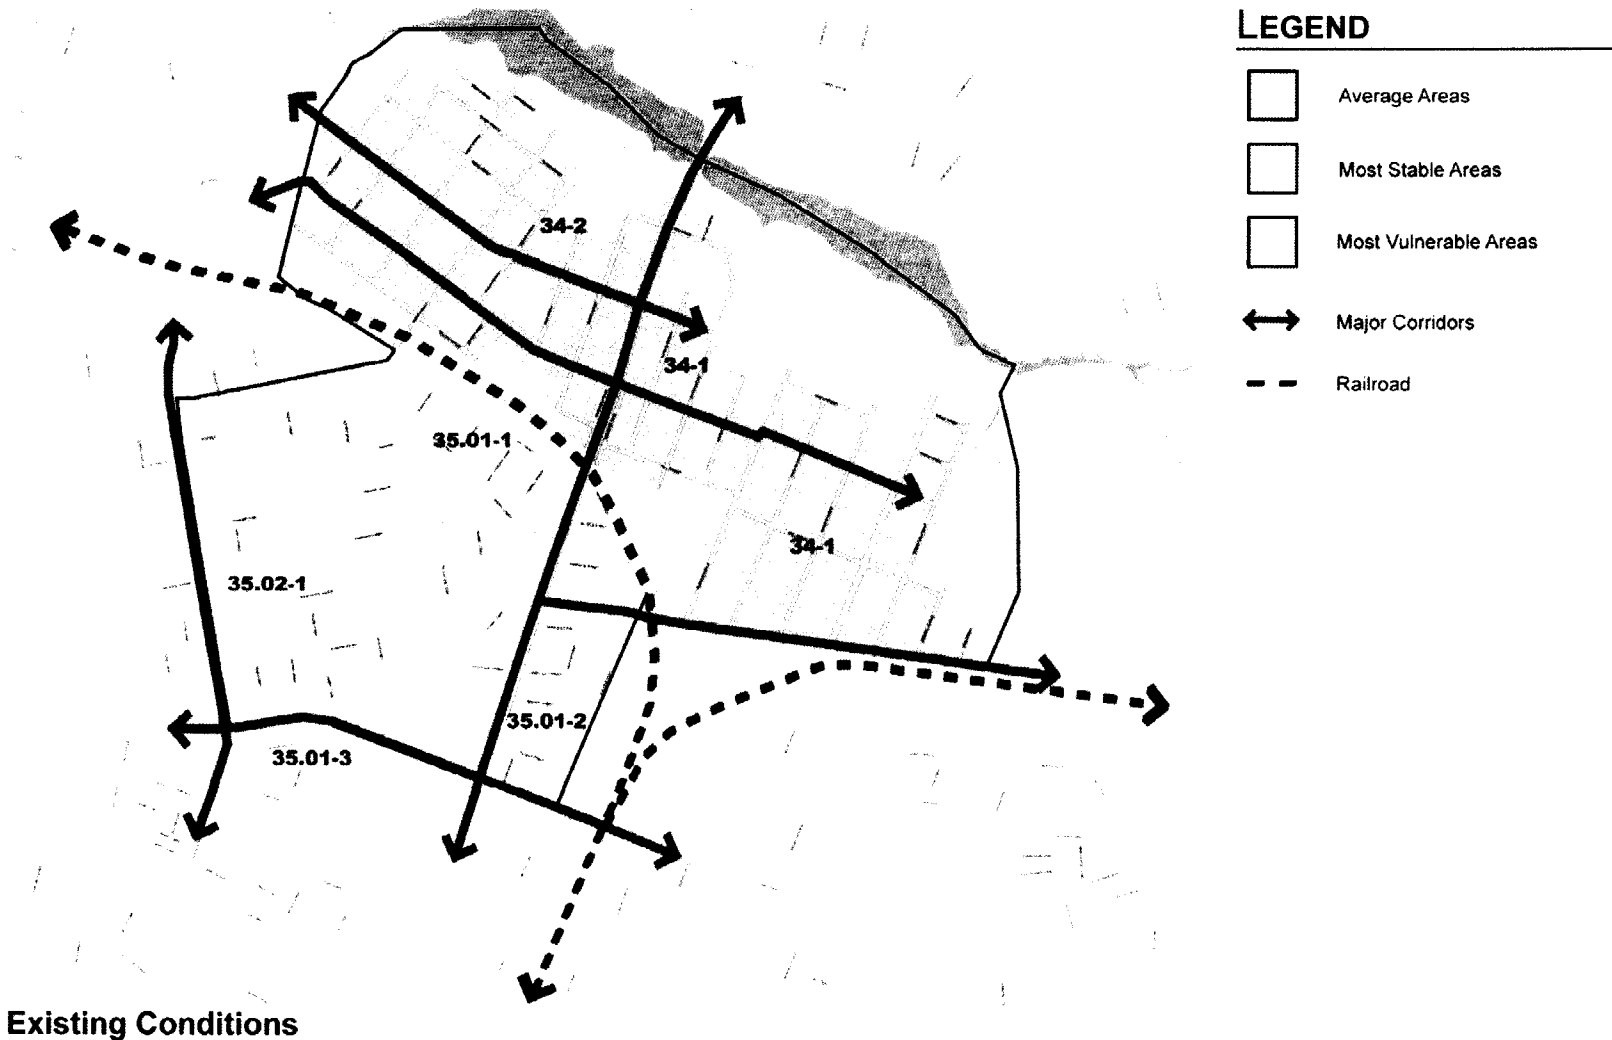 LEGEND
Average Areas
Most Stable Areas
Most Vulnerable Areas
Major Corridors
Railroad
34-2
34-1
35.01-1
34-1
35.02-1
35.01-2
35.01-3
Existing Conditions